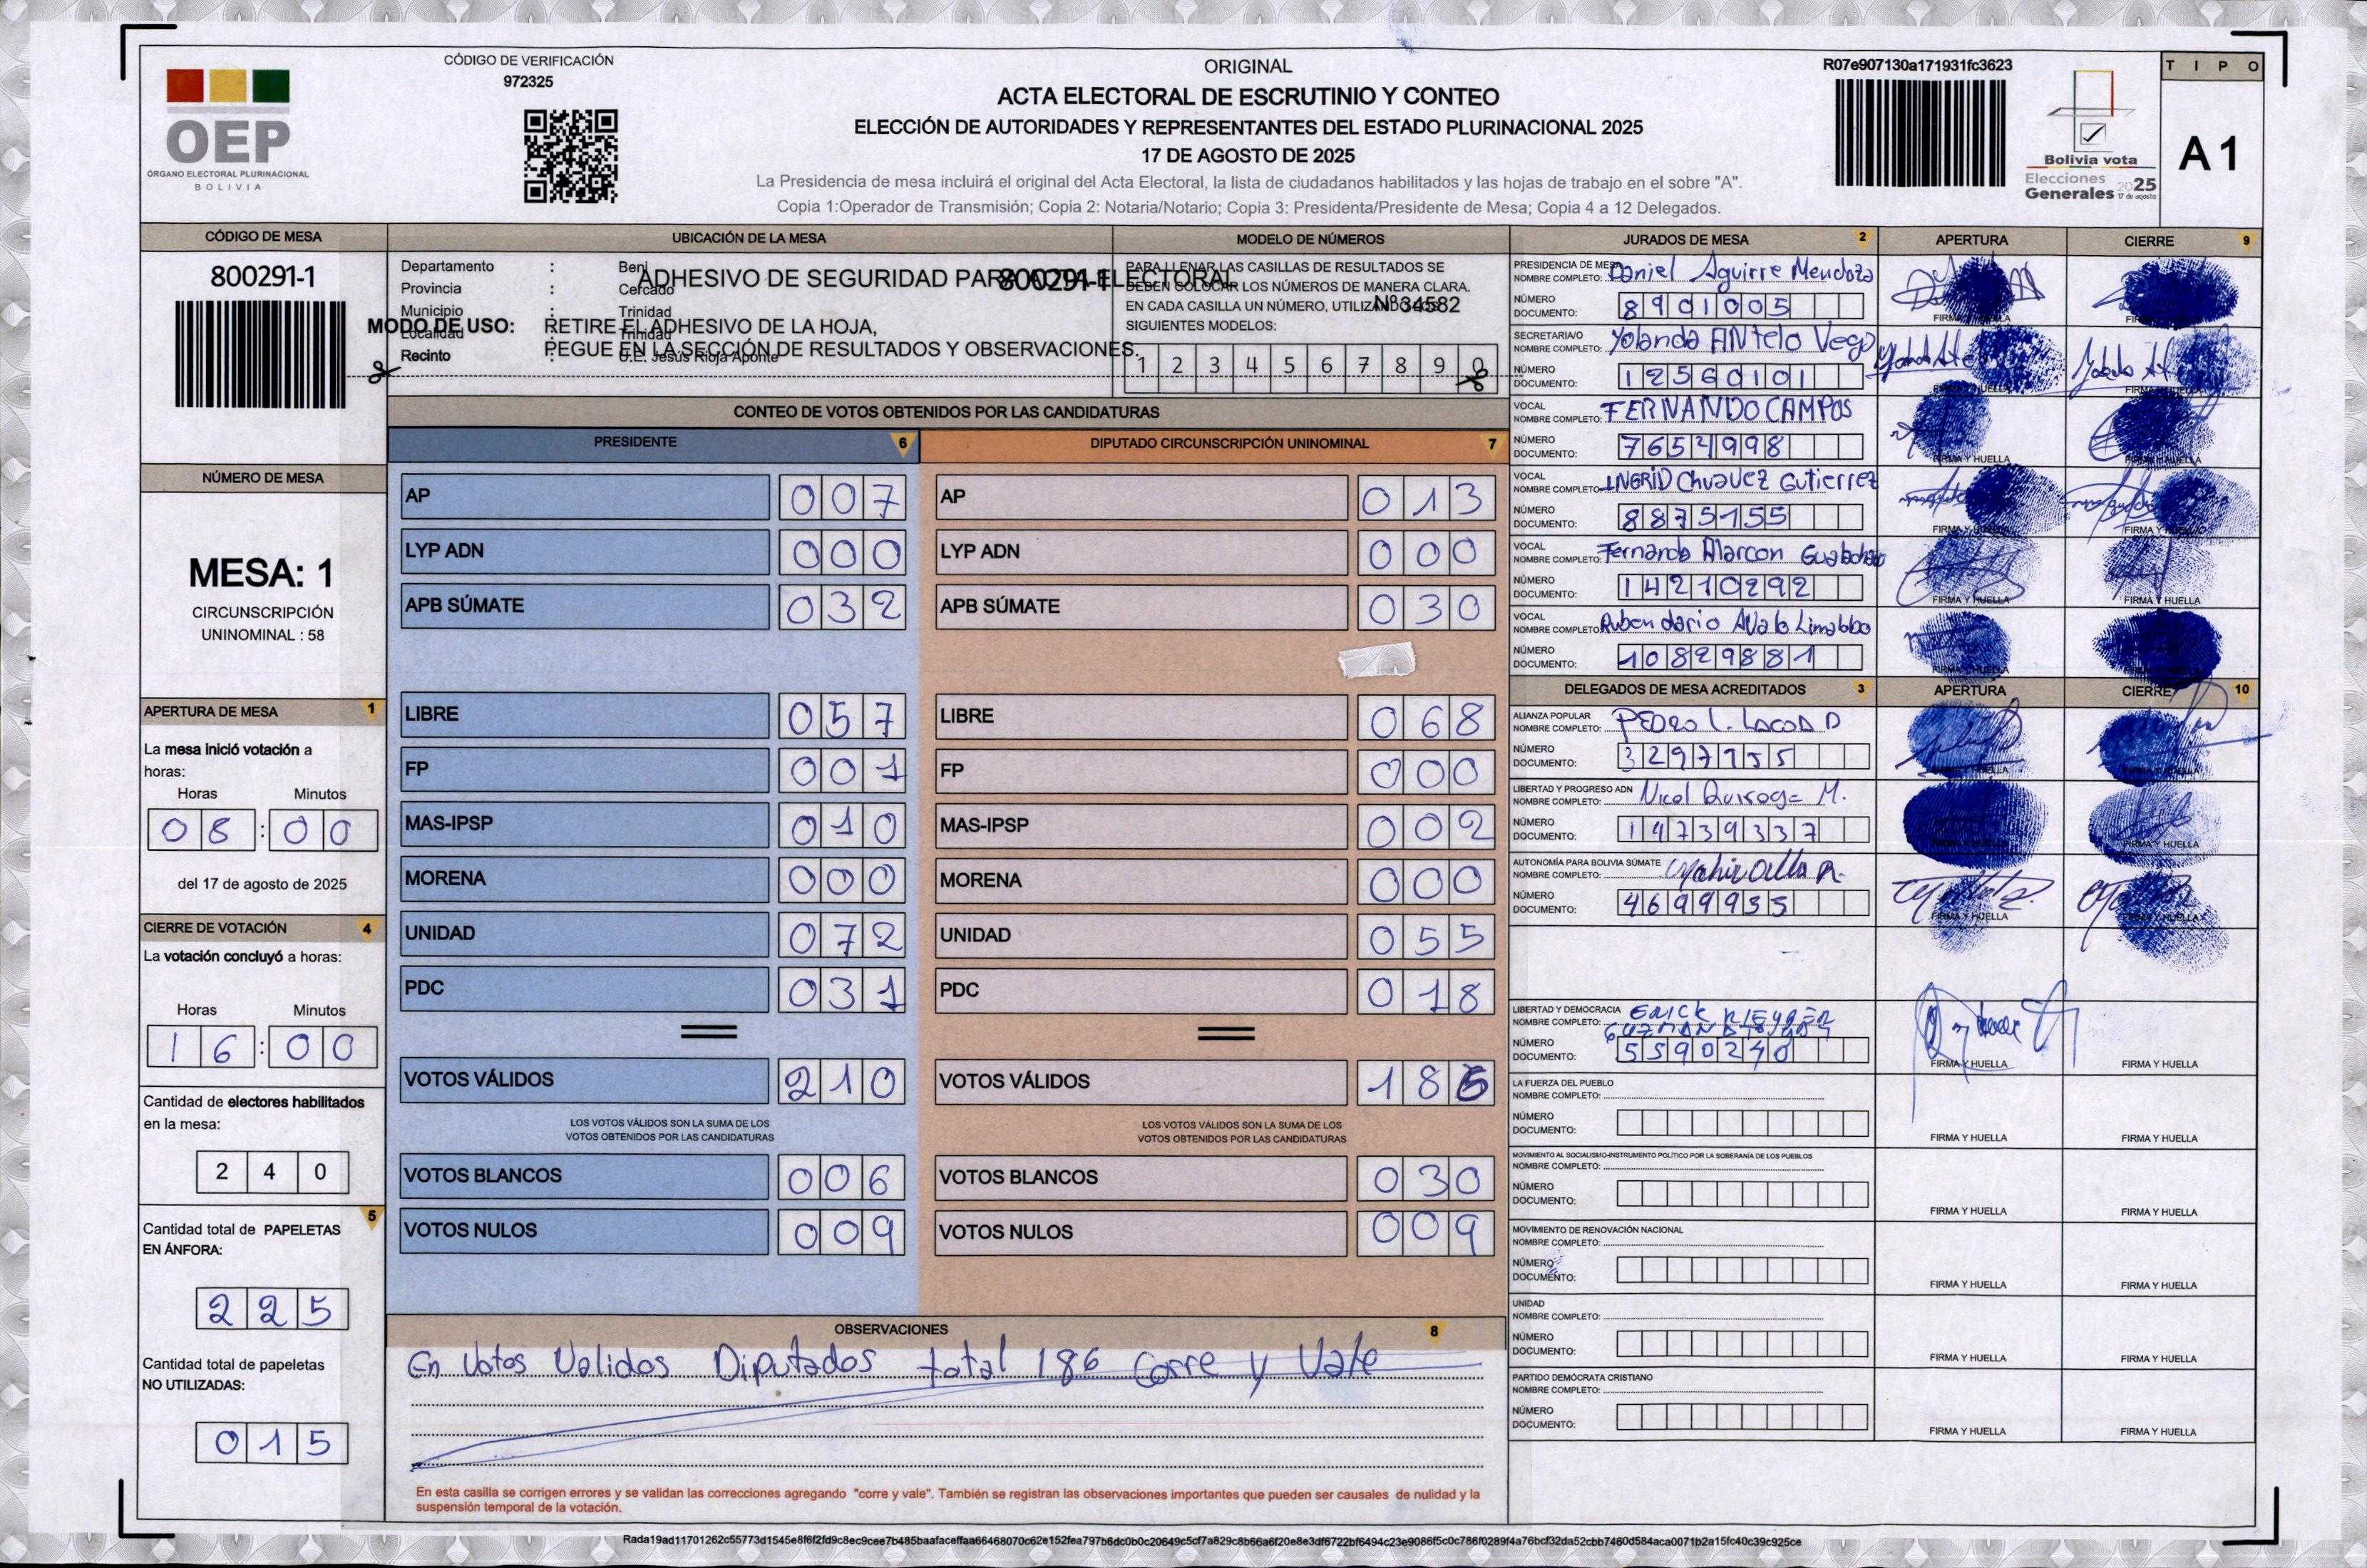 CÓDIGO DE VERIFICACIÓN
972325
OEP
ÓRGANO ELECTORAL PLURINACIONAL
BOLIVIA
ORIGINAL
ACTA ELECTORAL DE ESCRUTINIO Y CONTEO
ELECCIÓN DE AUTORIDADES Y REPRESENTANTES DEL ESTADO PLURINACIONAL 2025
17 DE AGOSTO DE 2025
La Presidencia de mesa incluirá el original del Acta Electoral, la lista de ciudadanos habilitados y las hojas de trabajo en el sobre "A".
Copia 1:Operador de Transmisión; Copia 2: Notaria/Notario; Copia 3: Presidenta/Presidente de Mesa; Copia 4 a 12 Delegados.
R07e907130a171931fc3623
Bolivia vota
Elecciones
Generales 2025
17 de agosto
TIPO
A 1
CÓDIGO DE MESA
800291-1
NÚMERO DE MESA
MESA: 1
CIRCUNSCRIPCIÓN
UNINOMINAL : 58
APERTURA DE MESA 1
La mesa inició votación a
horas:
Horas Minutos
08 : 00
del 17 de agosto de 2025
CIERRE DE VOTACIÓN 4
La votación concluyó a horas:
Horas Minutos
16 : 00
Cantidad de electores habilitados
en la mesa:
240
5
Cantidad total de PAPELETAS
EN ÁNFORA:
225
Cantidad total de papeletas
NO UTILIZADAS:
015
UBICACIÓN DE LA MESA
Departamento : Beni
Provincia : Cercado
Municipio : Trinidad
Localidad : Trinidad
Recinto : U.E. Jesús Rioja Aponte
ADHESIVO DE SEGURIDAD PARA ACTA ELECTORAL
800291-1
Nº 34582
MODO DE USO: RETIRE EL ADHESIVO DE LA HOJA,
PEGUE EN LA SECCIÓN DE RESULTADOS Y OBSERVACIONES.
MODELO DE NÚMEROS
PARA LLENAR LAS CASILLAS DE RESULTADOS SE
DEBEN COLOCAR LOS NÚMEROS DE MANERA CLARA.
EN CADA CASILLA UN NÚMERO, UTILIZANDO LOS
SIGUIENTES MODELOS:
1 2 3 4 5 6 7 8 9 0
CONTEO DE VOTOS OBTENIDOS POR LAS CANDIDATURAS
PRESIDENTE 6
AP 007
LYP ADN 000
APB SÚMATE 032
LIBRE 057
FP 001
MAS-IPSP 010
MORENA 000
UNIDAD 072
PDC 031
VOTOS VÁLIDOS 210
LOS VOTOS VÁLIDOS SON LA SUMA DE LOS
VOTOS OBTENIDOS POR LAS CANDIDATURAS
VOTOS BLANCOS 006
VOTOS NULOS 009
DIPUTADO CIRCUNSCRIPCIÓN UNINOMINAL 7
AP 013
LYP ADN 000
APB SÚMATE 030
LIBRE 068
FP 000
MAS-IPSP 002
MORENA 000
UNIDAD 055
PDC 018
VOTOS VÁLIDOS 186
LOS VOTOS VÁLIDOS SON LA SUMA DE LOS
VOTOS OBTENIDOS POR LAS CANDIDATURAS
VOTOS BLANCOS 030
VOTOS NULOS 009
OBSERVACIONES 8
En Votos Validos Diputados total 186 Corre y Vale
En esta casilla se corrigen errores y se validan las correcciones agregando "corre y vale". También se registran las observaciones importantes que pueden ser causales de nulidad y la
suspensión temporal de la votación.
JURADOS DE MESA 2 APERTURA CIERRE 9
PRESIDENCIA DE MESA
NOMBRE COMPLETO: Daniel Aguirre Mendoza
NÚMERO
DOCUMENTO: 8901005
SECRETARIA/O
NOMBRE COMPLETO: Yolanda ANtelo Vega
NÚMERO
DOCUMENTO: 12560101
VOCAL
NOMBRE COMPLETO: FERNANDO CAMPOS
NÚMERO
DOCUMENTO: 7654998
FIRMA Y HUELLA
VOCAL
NOMBRE COMPLETO: INGRID Chvavez Gutierrez
NÚMERO
DOCUMENTO: 8875155
FIRMA Y HUELLA
VOCAL
NOMBRE COMPLETO: Fernanda Alarcon
NÚMERO
DOCUMENTO: 14210292
FIRMA Y HUELLA FIRMA Y HUELLA
VOCAL
NOMBRE COMPLETO: Ruben dario
NÚMERO
DOCUMENTO: 10829881
DELEGADOS DE MESA ACREDITADOS 3 APERTURA CIERRE 10
ALIANZA POPULAR
NOMBRE COMPLETO: PEDRO L.
NÚMERO
DOCUMENTO: 3297755
LIBERTAD Y PROGRESO ADN
NOMBRE COMPLETO: Nicol Quiroga M.
NÚMERO
DOCUMENTO: 14739337
FIRMA Y HUELLA
AUTONOMÍA PARA BOLIVIA SÚMATE
NOMBRE COMPLETO:
NÚMERO
DOCUMENTO: 4699935
FIRMA Y HUELLA FIRMA Y HUELLA
LIBERTAD Y DEMOCRACIA
NOMBRE COMPLETO: ERICK
GUZMAN
NÚMERO
DOCUMENTO: 5590240
FIRMA Y HUELLA FIRMA Y HUELLA
LA FUERZA DEL PUEBLO
NOMBRE COMPLETO:
NÚMERO
DOCUMENTO:
FIRMA Y HUELLA FIRMA Y HUELLA
MOVIMIENTO AL SOCIALISMO-INSTRUMENTO POLÍTICO POR LA SOBERANÍA DE LOS PUEBLOS
NOMBRE COMPLETO:
NÚMERO
DOCUMENTO:
FIRMA Y HUELLA FIRMA Y HUELLA
MOVIMIENTO DE RENOVACIÓN NACIONAL
NOMBRE COMPLETO:
NÚMERO
DOCUMENTO:
FIRMA Y HUELLA FIRMA Y HUELLA
UNIDAD
NOMBRE COMPLETO:
NÚMERO
DOCUMENTO:
FIRMA Y HUELLA FIRMA Y HUELLA
PARTIDO DEMÓCRATA CRISTIANO
NOMBRE COMPLETO:
NÚMERO
DOCUMENTO:
FIRMA Y HUELLA FIRMA Y HUELLA